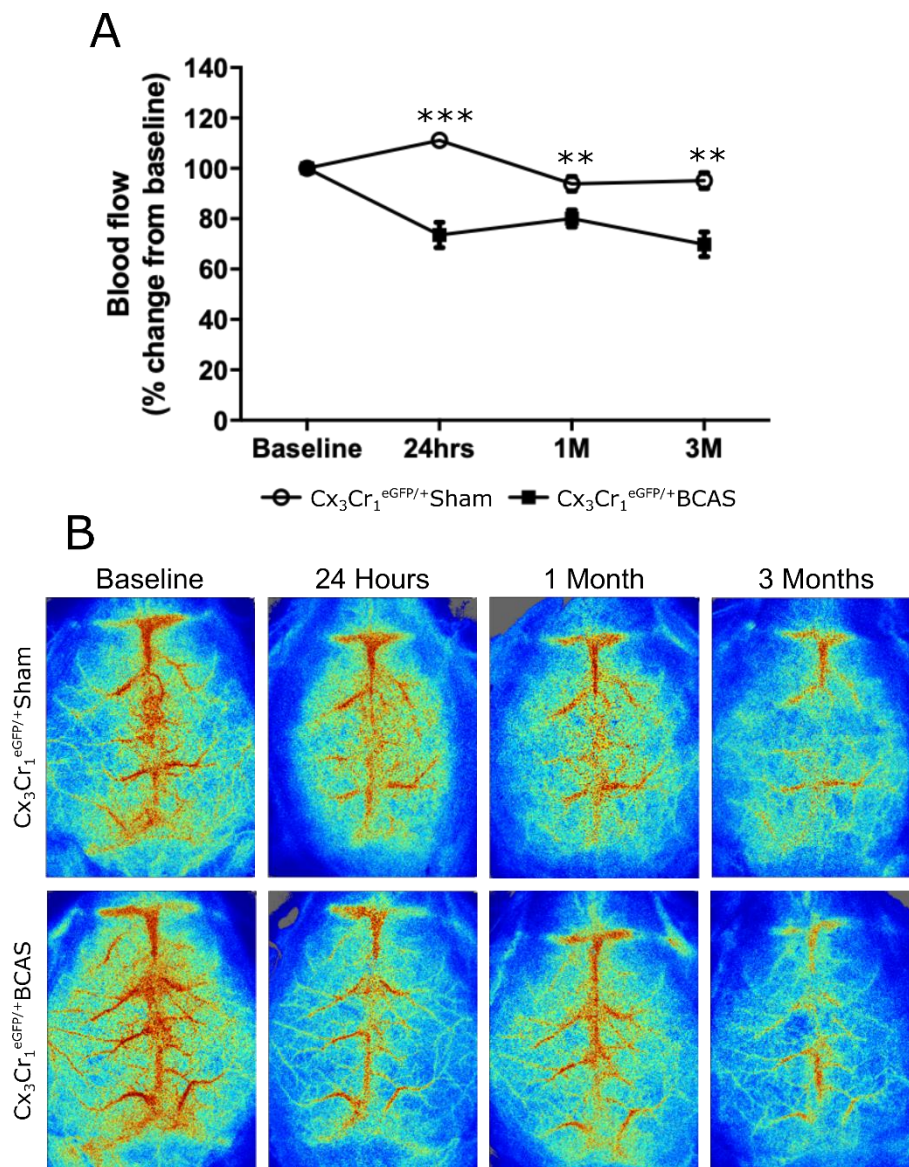 A
Blood flow
(% change from baseline)
140
120
100
80
60
40
20
0
***
**
**
Baseline 24hrs 1M 3M
Cx₃Cr₁ᵉᴳᶠᴾ/⁺Sham Cx₃Cr₁ᵉᴳᶠᴾ/⁺BCAS
B
Baseline 24 Hours 1 Month 3 Months
Cx₃Cr₁ᵉᴳᶠᴾ/⁺Sham
Cx₃Cr₁ᵉᴳᶠᴾ/⁺BCAS